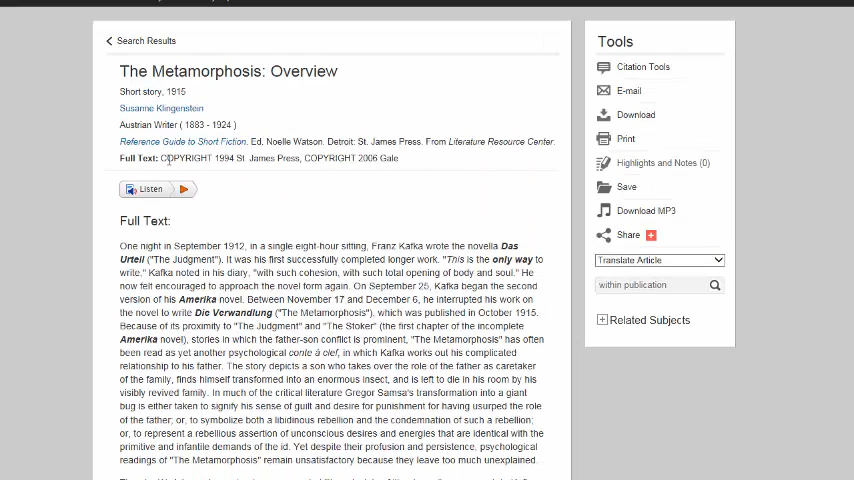 Search Results
The Metamorphosis: Overview
Short story, 1915
Susanne Klingenstein
Austrian Writer ( 1883 - 1924 )
Reference Guide to Short Fiction. Ed. Noelle Watson. Detroit: St. James Press. From Literature Resource Center.
Full Text: COPYRIGHT 1994 St. James Press, COPYRIGHT 2006 Gale
Listen
Full Text:
One night in September 1912, in a single eight-hour sitting, Franz Kafka wrote the novella Das
Urteil ("The Judgment"). It was his first successfully completed longer work. "This is the only way to
write," Kafka noted in his diary, "with such cohesion, with such total opening of body and soul." He
now felt encouraged to approach the novel form again. On September 25, Kafka began the second
version of his Amerika novel. Between November 17 and December 6, he interrupted his work on
the novel to write Die Verwandlung ("The Metamorphosis"), which was published in October 1915.
Because of its proximity to "The Judgment" and "The Stoker" (the first chapter of the incomplete
Amerika novel), stories in which the father-son conflict is prominent, "The Metamorphosis" has often
been read as yet another psychological conte à clef, in which Kafka works out his complicated
relationship to his father. The story depicts a son who takes over the role of the father as caretaker
of the family, finds himself transformed into an enormous insect, and is left to die in his room by his
visibly revived family. In much of the critical literature Gregor Samsa's transformation into a giant
bug is either taken to signify his sense of guilt and desire for punishment for having usurped the role
of the father; or, to symbolize both a libidinous rebellion and the condemnation of such a rebellion;
or, to represent a rebellious assertion of unconscious desires and energies that are identical with the
primitive and infantile demands of the id. Yet despite their profusion and persistence, psychological
readings of "The Metamorphosis" remain unsatisfactory because they leave too much unexplained.
Tools
Citation Tools
E-mail
Download
Print
Highlights and Notes (0)
Save
Download MP3
Share
Translate Article
within publication
Related Subjects